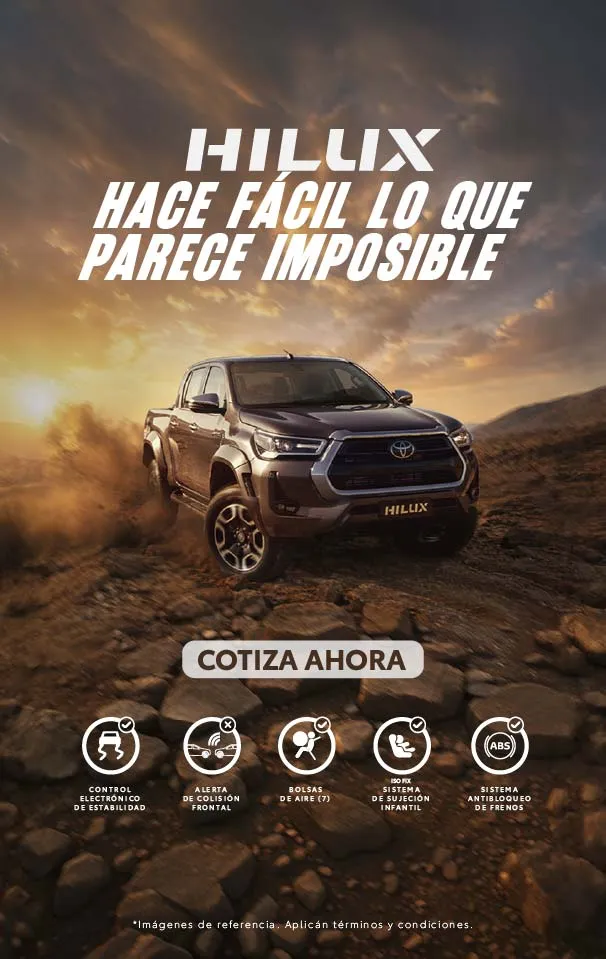 HILUX
HACE FÁCIL LO QUE
PARECE IMPOSIBLE
HILUX
COTIZA AHORA
CONTROL
ELECTRÓNICO
DE ESTABILIDAD
ALERTA
DE COLISIÓN
FRONTAL
BOLSAS
DE AIRE (7)
ISO FIX
SISTEMA
DE SUJECIÓN
INFANTIL
ABS
SISTEMA
ANTIBLOQUEO
DE FRENOS
*Imágenes de referencia. Aplicán términos y condiciones.